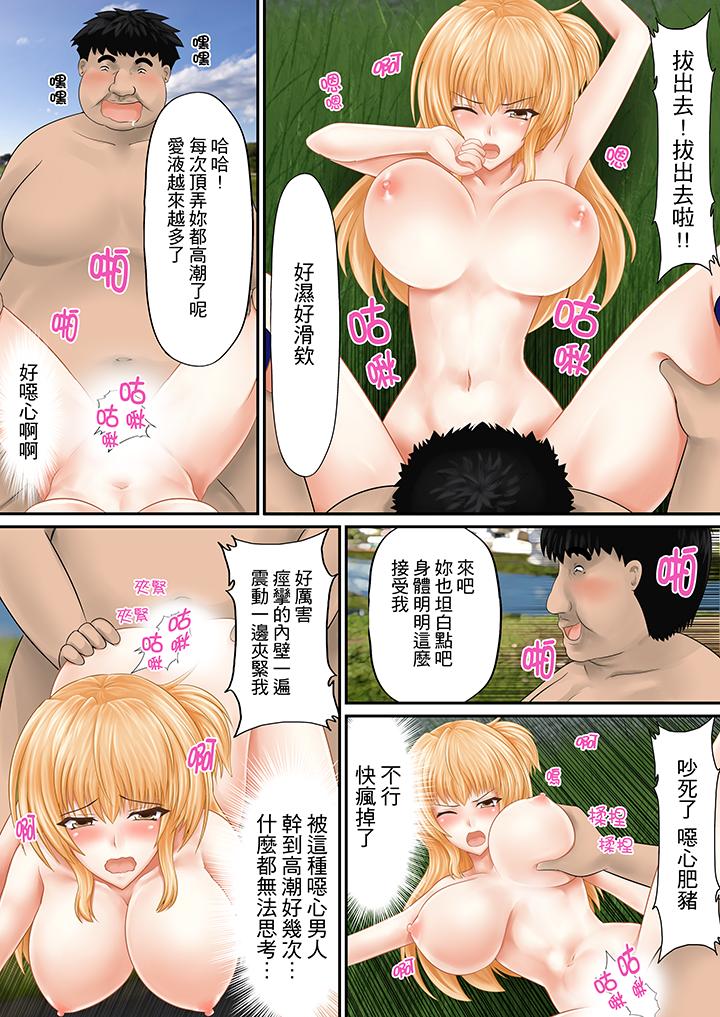 拔出去！拔出去啦!!
啊
嗯嗯
嗯
好濕好滑欸
咕啾
咕啾
嘿嘿
嘿嘿
哈哈！
每次頂弄妳都高潮了呢
愛液越來越多了
啪
啪
咕啾
咕啾
好噁心啊啊
來吧
妳也坦白點吧
身體明明這麼
接受我
啪
啪
吵死了 噁心肥豬
啊
嗚
揉捏
揉捏
不行
快瘋掉了
啊
咕啾
咕啾
好厲害
痙攣的內壁一邊
震動一邊夾緊我
夾緊
夾緊
咕啾
咕啾
啊
啊
被這種噁心男人
幹到高潮好幾次…
什麼都無法思考…